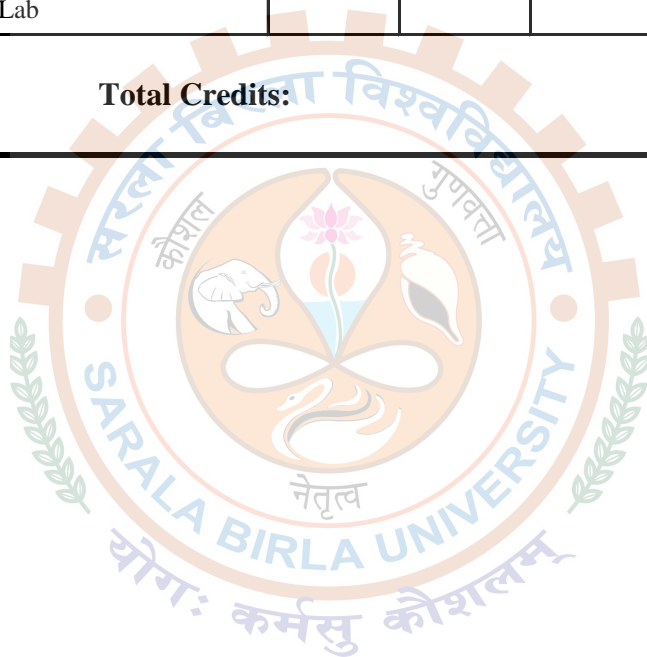 Lab
Total Credits:
सरला बिरला विश्वविद्यालय
कौशल
गुणवत्ता
नेतृत्व
SARALA BIRLA UNIVERSITY
योगः कर्मसु कौशलम्